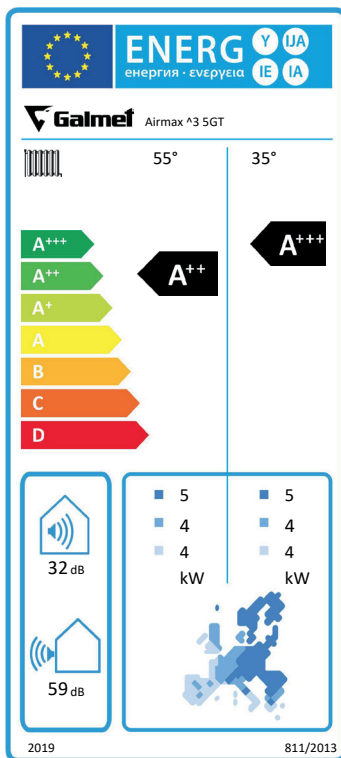 ENERG Y IJA
енергия · ενεργεια IE IA
Galmet Airmax ^3 5GT
55° 35°
A+++
A++
A+
A
B
C
D
A++
A+++
32 dB
59 dB
5 5
4 4
4 4
kW kW
2019 811/2013